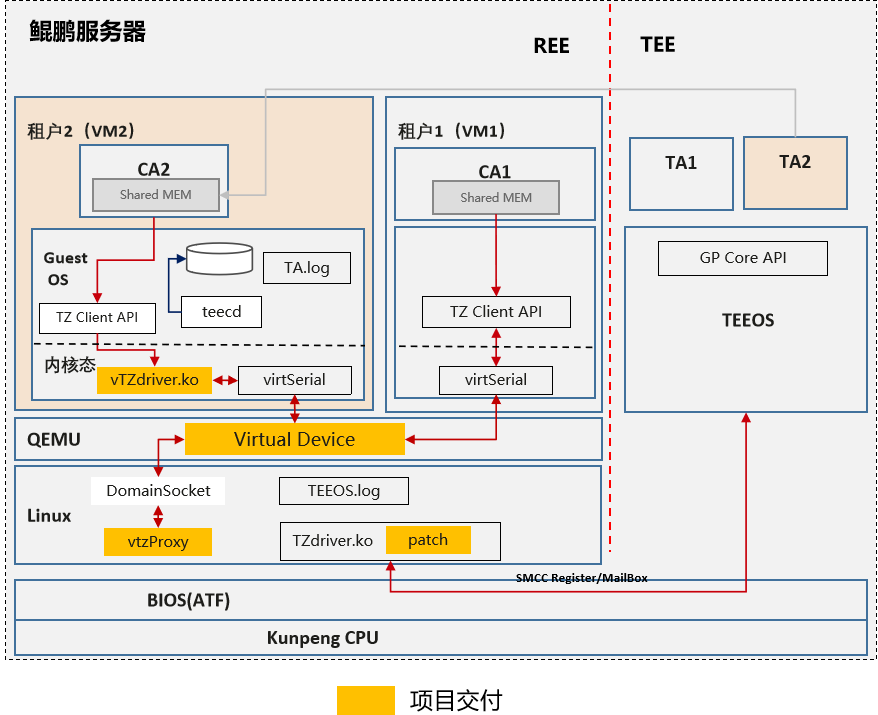 鲲鹏服务器
REE
TEE
租户2（VM2）
CA2
Shared MEM
租户1（VM1）
CA1
Shared MEM
TA1
TA2
Guest
OS
TA.log
TZ Client API
teecd
内核态
vTZdriver.ko
virtSerial
TZ Client API
virtSerial
GP Core API
TEEOS
QEMU
Virtual Device
Linux
DomainSocket
TEEOS.log
vtzProxy
TZdriver.ko
patch
SMCC Register/MailBox
BIOS(ATF)
Kunpeng CPU
项目交付